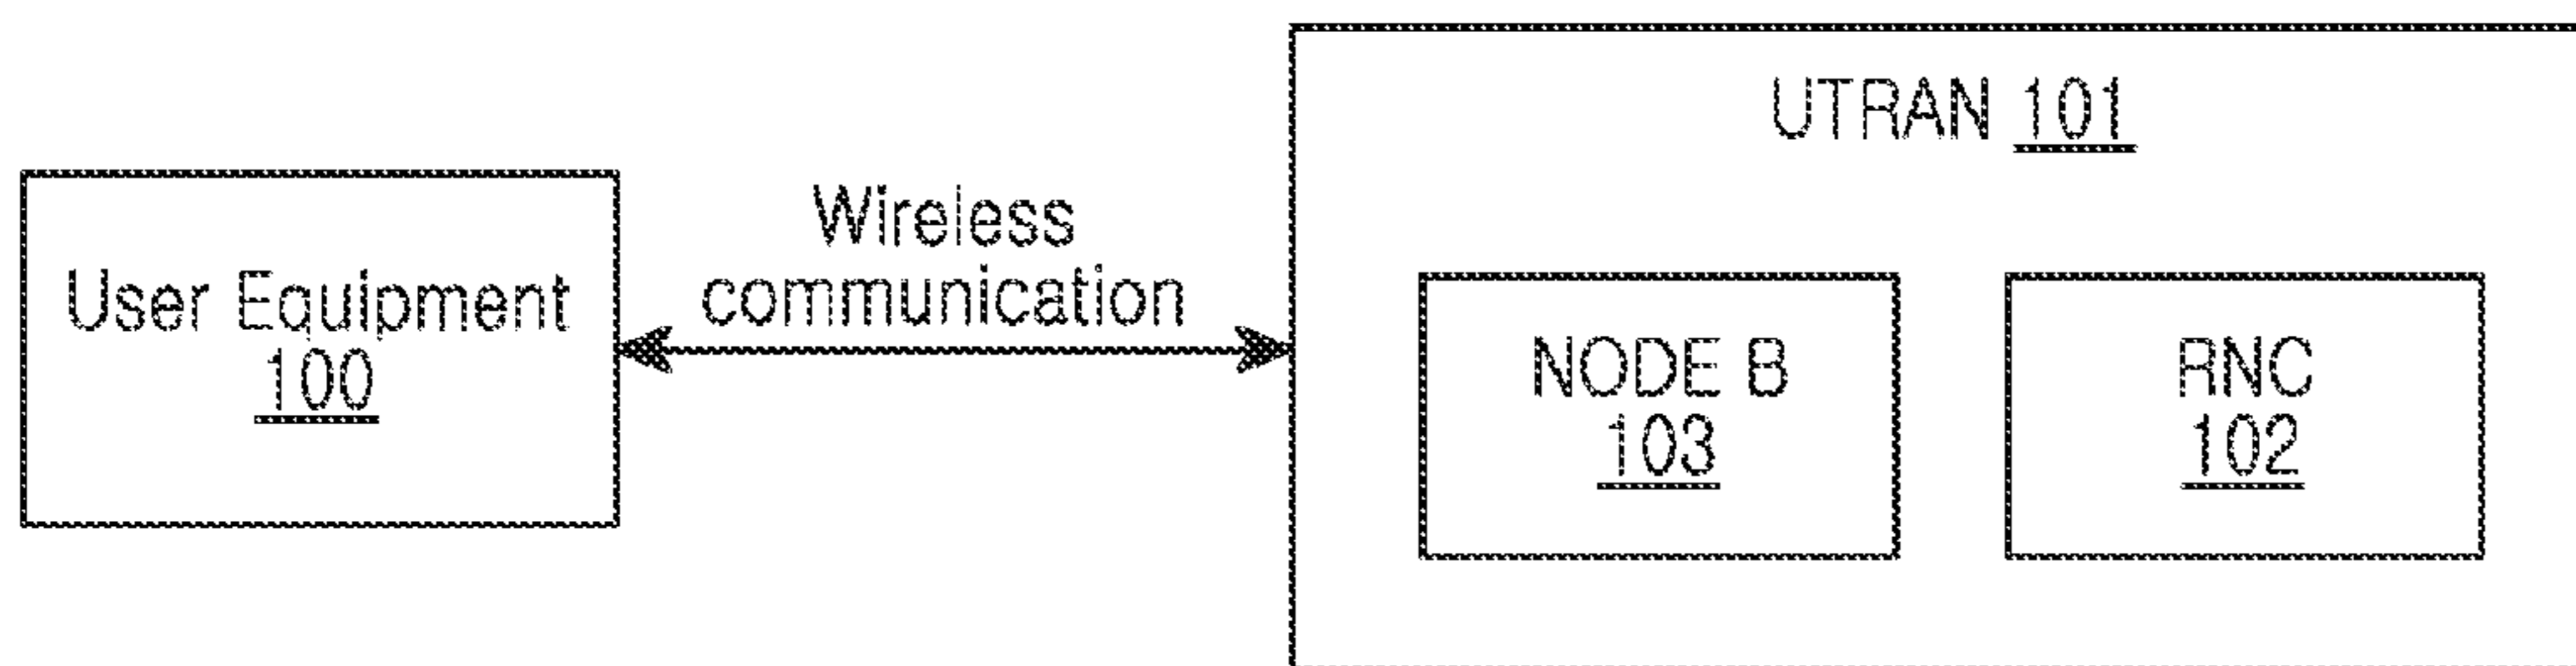 UTRAN 101
Wireless
communication
User Equipment
100
NODE B
103
RNC
102